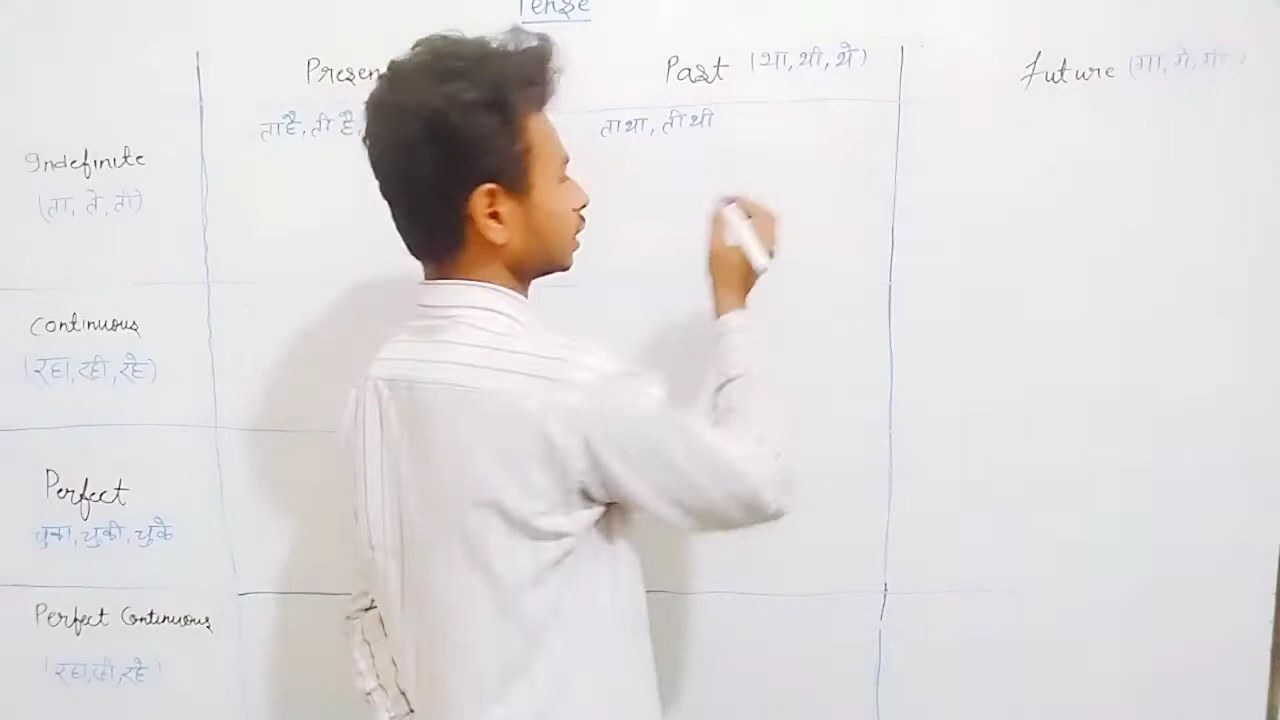 Tense
Present
Past (था, थी, थे)
Future (गा, गे, गी)
ता है, ती है,
ता था, ती थी
Indefinite
(ता, ते, ती)
Continuous
(रहा, रही, रहे)
Perfect
चुका, चुकी, चुके
Perfect Continuous
(रहा, रही, रहे)